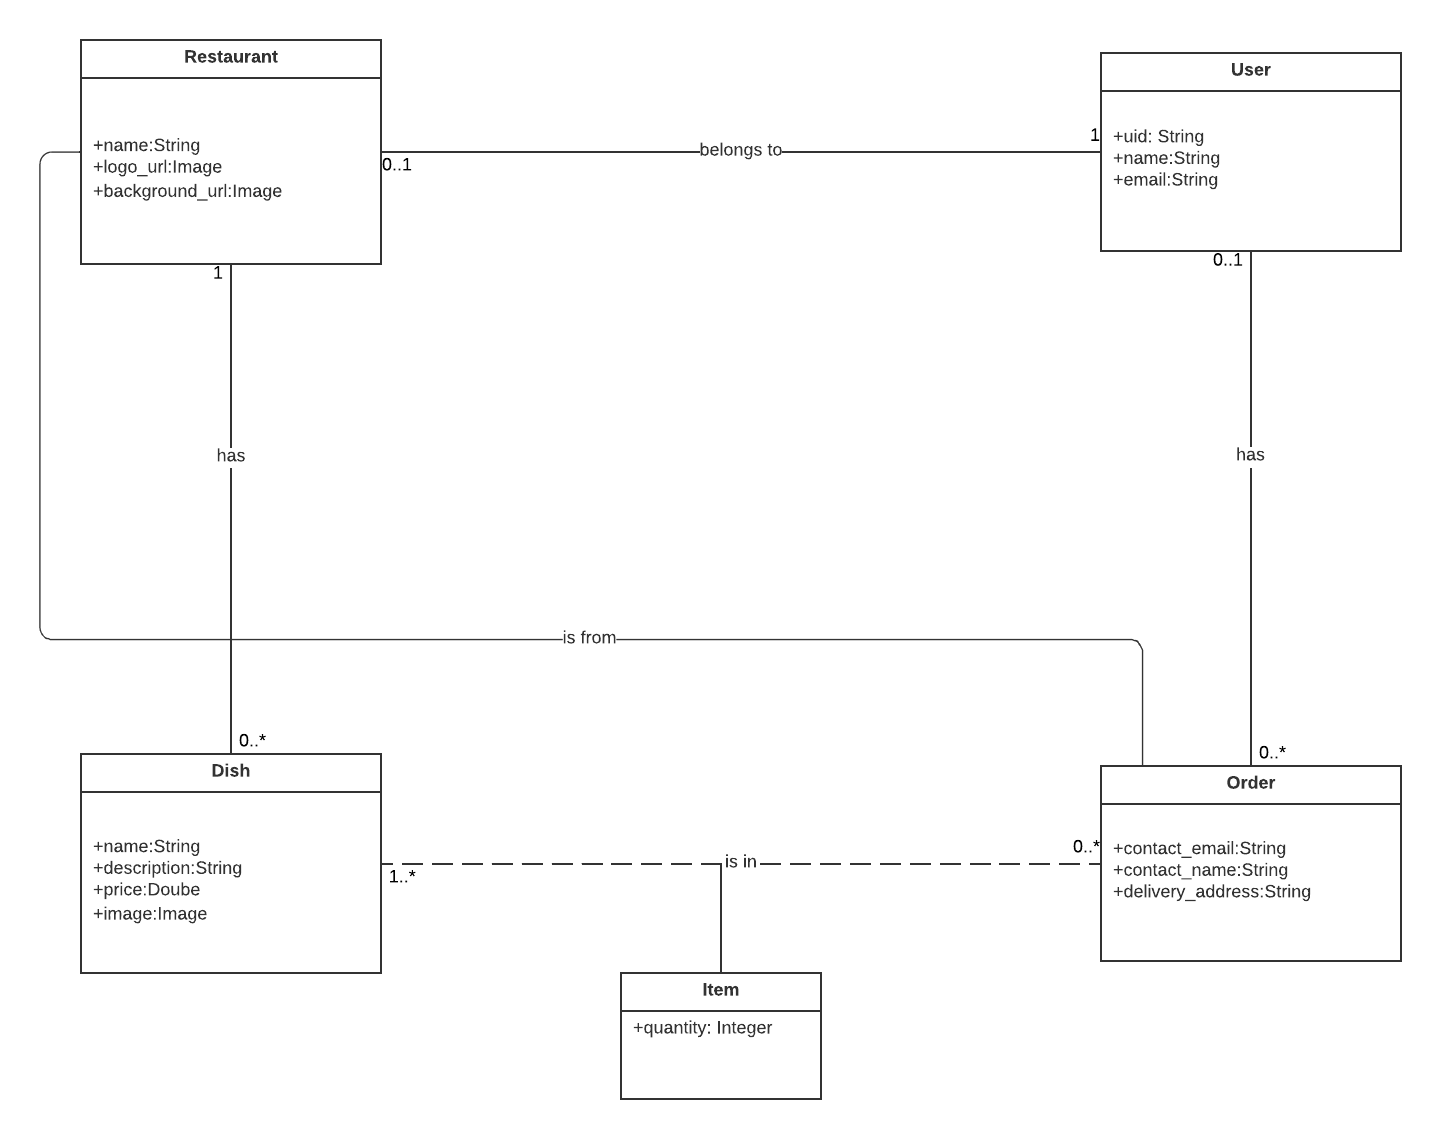 Restaurant
+name:String
+logo_url:Image
+background_url:Image
User
+uid: String
+name:String
+email:String
belongs to
0..1
1
1
0..1
has
has
is from
0..*
0..*
Dish
+name:String
+description:String
+price:Doube
+image:Image
Order
+contact_email:String
+contact_name:String
+delivery_address:String
is in
1..*
0..*
Item
+quantity: Integer